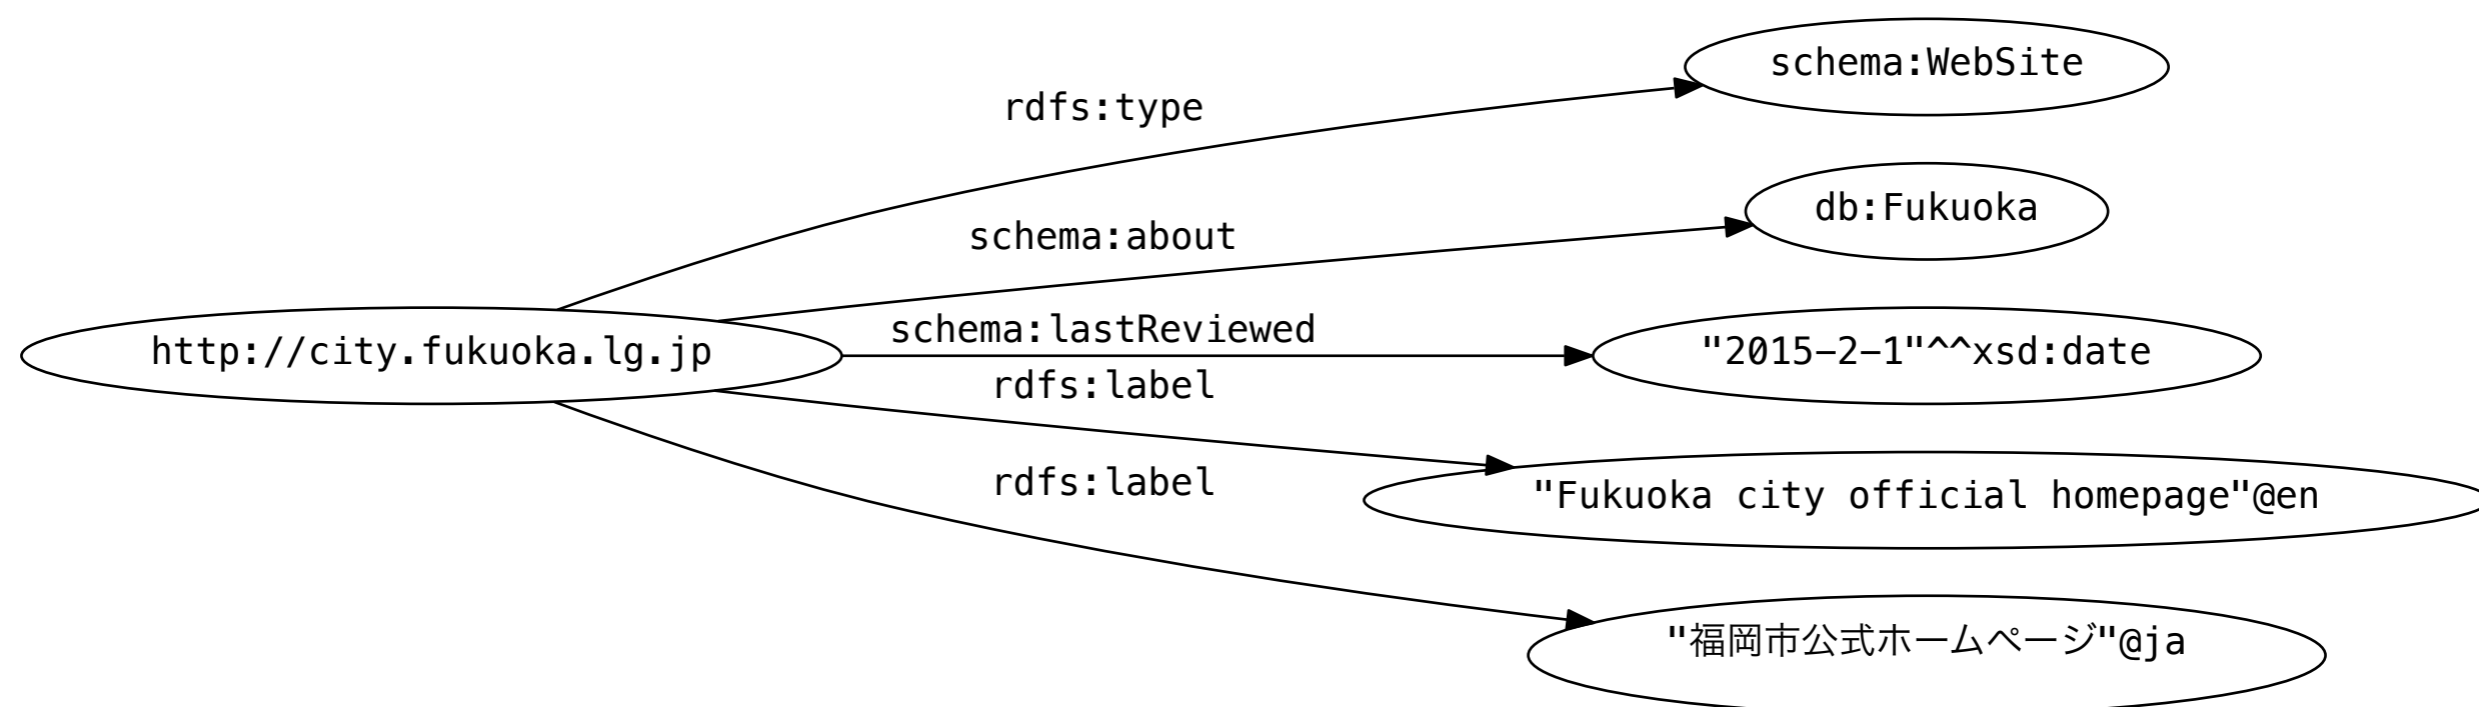 schema:WebSite
rdfs:type
db:Fukuoka
schema:about
http://city.fukuoka.lg.jp
schema:lastReviewed
"2015-2-1"^^xsd:date
rdfs:label
"Fukuoka city official homepage"@en
rdfs:label
"福岡市公式ホームページ"@ja